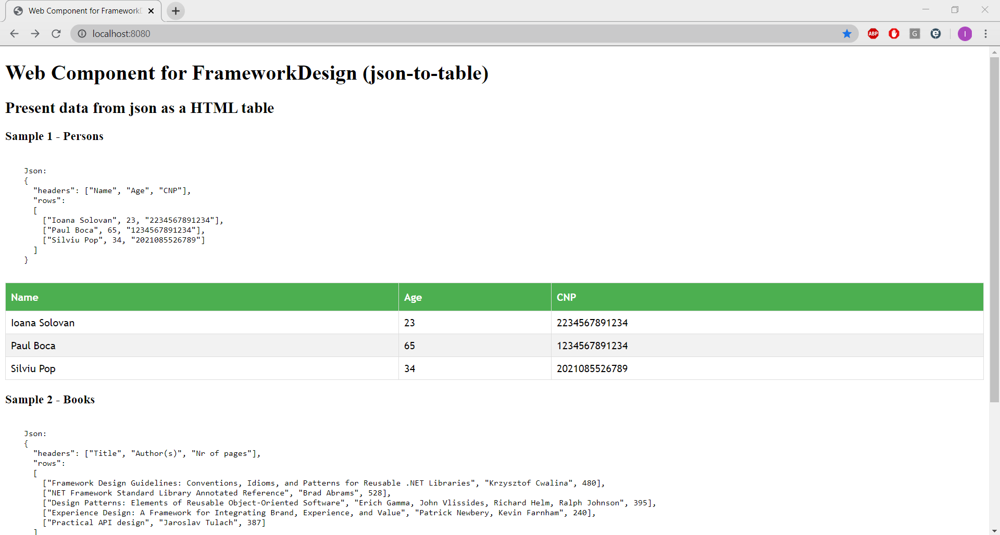 Web Component for FrameworkD
localhost:8080
ABP
G
e
I
Web Component for FrameworkDesign (json-to-table)
Present data from json as a HTML table
Sample 1 - Persons
Json:
{
"headers": ["Name", "Age", "CNP"],
"rows":
[
["Ioana Solovan", 23, "2234567891234"],
["Paul Boca", 65, "1234567891234"],
["Silviu Pop", 34, "2021085526789"]
]
}
Name Age CNP
Ioana Solovan 23 2234567891234
Paul Boca 65 1234567891234
Silviu Pop 34 2021085526789
Sample 2 - Books
Json:
{
"headers": ["Title", "Author(s)", "Nr of pages"],
"rows":
[
["Framework Design Guidelines: Conventions, Idioms, and Patterns for Reusable .NET Libraries", "Krzysztof Cwalina", 480],
["NET Framework Standard Library Annotated Reference", "Brad Abrams", 528],
["Design Patterns: Elements of Reusable Object-Oriented Software", "Erich Gamma, John Vlissides, Richard Helm, Ralph Johnson", 395],
["Experience Design: A Framework for Integrating Brand, Experience, and Value", "Patrick Newbery, Kevin Farnham", 240],
["Practical API design", "Jaroslav Tulach", 387]
]